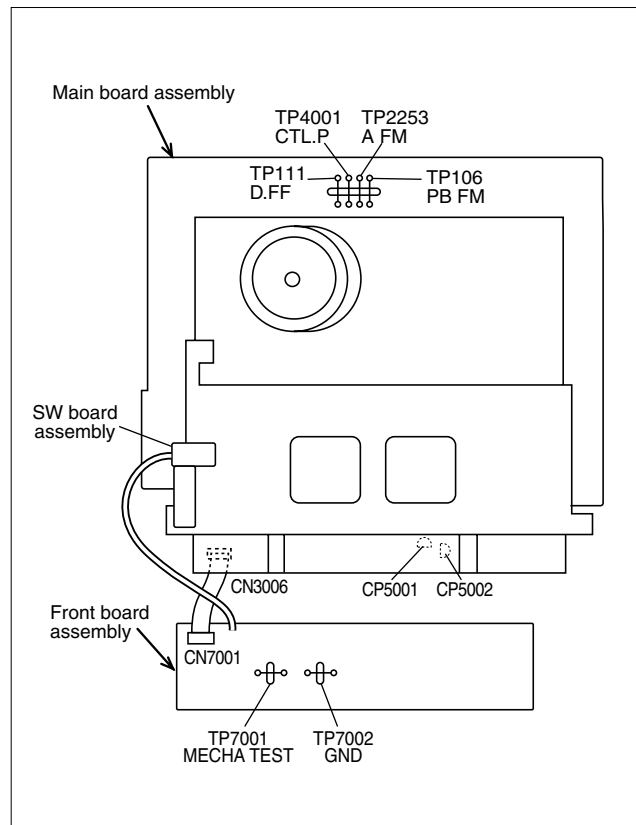 Main board assembly
TP4001
CTL.P
TP2253
A FM
TP111
D.FF
TP106
PB FM
SW board
assembly
CN3006
CP5001
CP5002
Front board
assembly
CN7001
TP7001
MECHA TEST
TP7002
GND